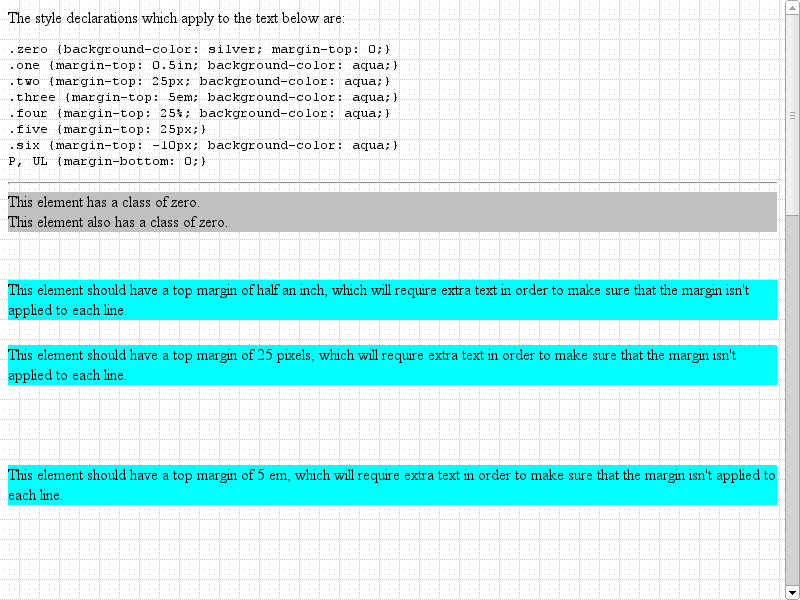 The style declarations which apply to the text below are:
.zero {background-color: silver; margin-top: 0;}
.one {margin-top: 0.5in; background-color: aqua;}
.two {margin-top: 25px; background-color: aqua;}
.three {margin-top: 5em; background-color: aqua;}
.four {margin-top: 25%; background-color: aqua;}
.five {margin-top: 25px;}
.six {margin-top: -10px; background-color: aqua;}
P, UL {margin-bottom: 0;}
This element has a class of zero.
This element also has a class of zero.
This element should have a top margin of half an inch, which will require extra text in order to make sure that the margin isn't
applied to each line.
This element should have a top margin of 25 pixels, which will require extra text in order to make sure that the margin isn't
applied to each line.
This element should have a top margin of 5 em, which will require extra text in order to make sure that the margin isn't applied to
each line.